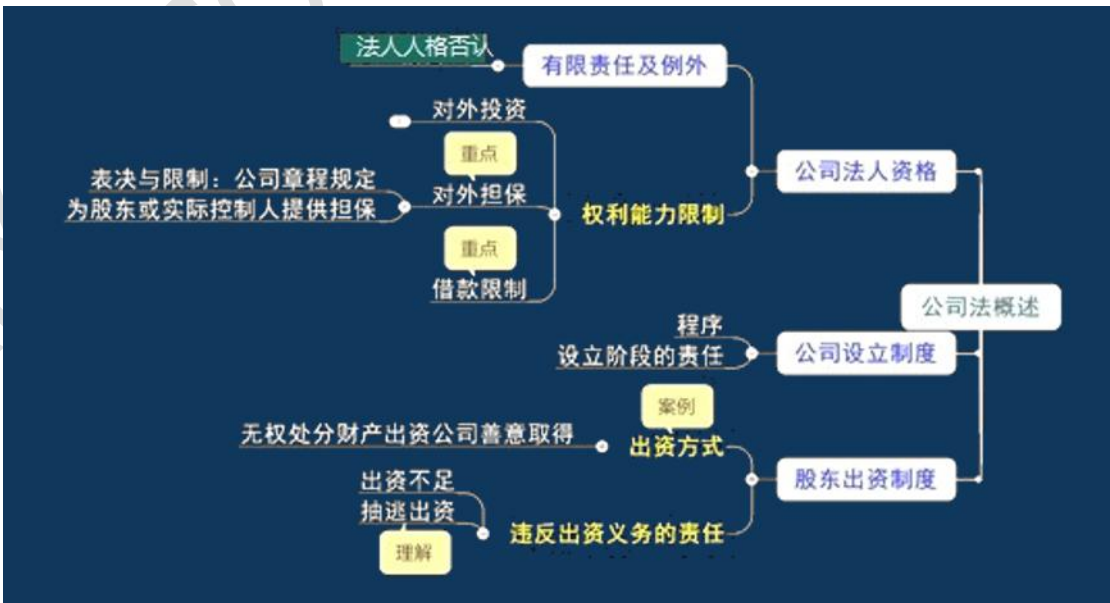 法人人格否认
有限责任及例外
对外投资
重点
表决与限制：公司章程规定
为股东或实际控制人提供担保
对外担保
权利能力限制
公司法人资格
重点
借款限制
公司法概述
程序
设立阶段的责任
公司设立制度
案例
无权处分财产出资公司善意取得
出资方式
股东出资制度
出资不足
抽逃出资
违反出资义务的责任
理解